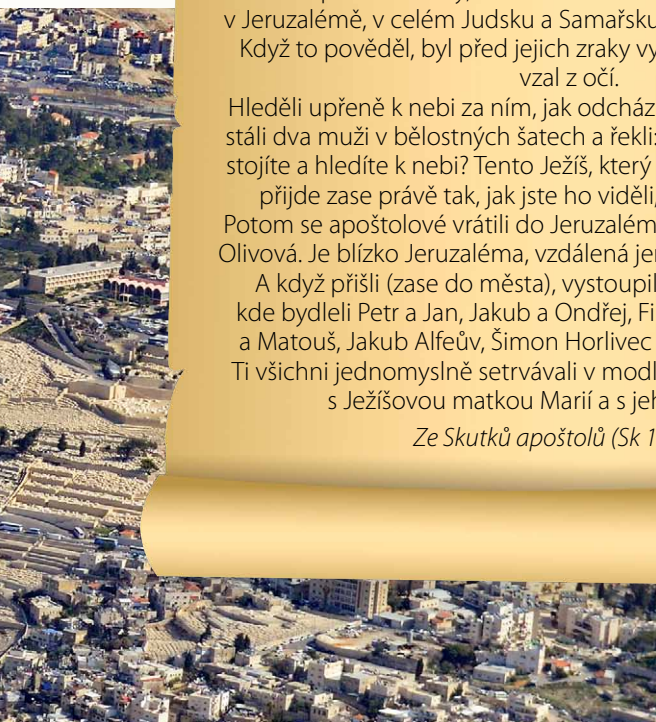 v Jeruzalémě, v celém Judsku a Samařsku
Když to pověděl, byl před jejich zraky vy
vzal z očí.
Hleděli upřeně k nebi za ním, jak odcház
stáli dva muži v bělostných šatech a řekli:
stojíte a hledíte k nebi? Tento Ježíš, který
přijde zase právě tak, jak jste ho viděli,
Potom se apoštolové vrátili do Jeruzalém
Olivová. Je blízko Jeruzaléma, vzdálená je
A když přišli (zase do města), vystoupil
kde bydleli Petr a Jan, Jakub a Ondřej, Fi
a Matouš, Jakub Alfeův, Šimon Horlivec
Ti všichni jednomyslně setrvávali v modl
s Ježíšovou matkou Marií a s jeh
Ze Skutků apoštolů (Sk 1